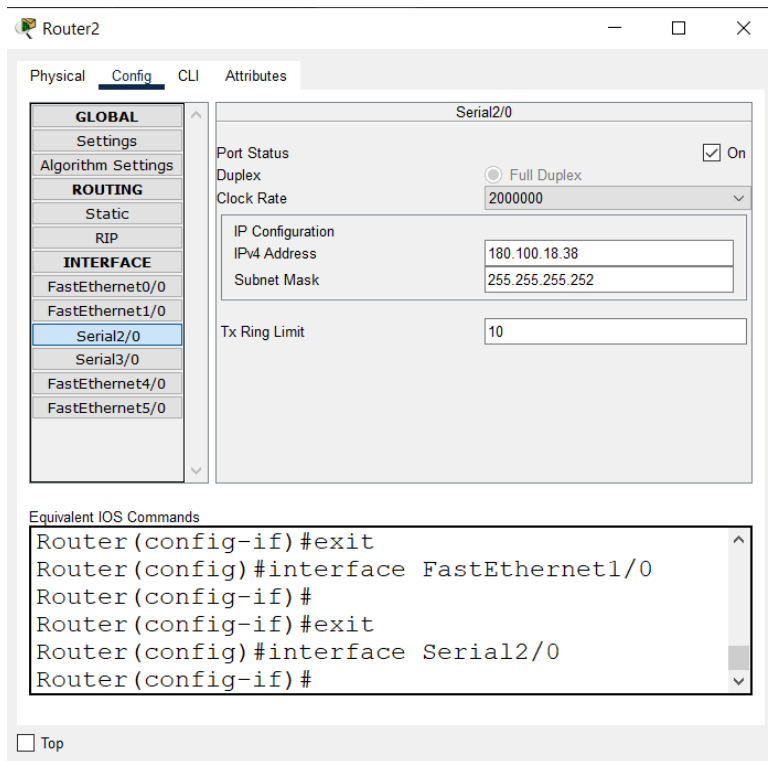 Router2
Physical Config CLI Attributes
GLOBAL
Settings
Algorithm Settings
ROUTING
Static
RIP
INTERFACE
FastEthernet0/0
FastEthernet1/0
Serial2/0
Serial3/0
FastEthernet4/0
FastEthernet5/0
Serial2/0
Port Status On
Duplex Full Duplex
Clock Rate 2000000
IP Configuration
IPv4 Address 180.100.18.38
Subnet Mask 255.255.255.252
Tx Ring Limit 10
Equivalent IOS Commands
Router(config-if)#exit
Router(config)#interface FastEthernet1/0
Router(config-if)#
Router(config-if)#exit
Router(config)#interface Serial2/0
Router(config-if)#
Top